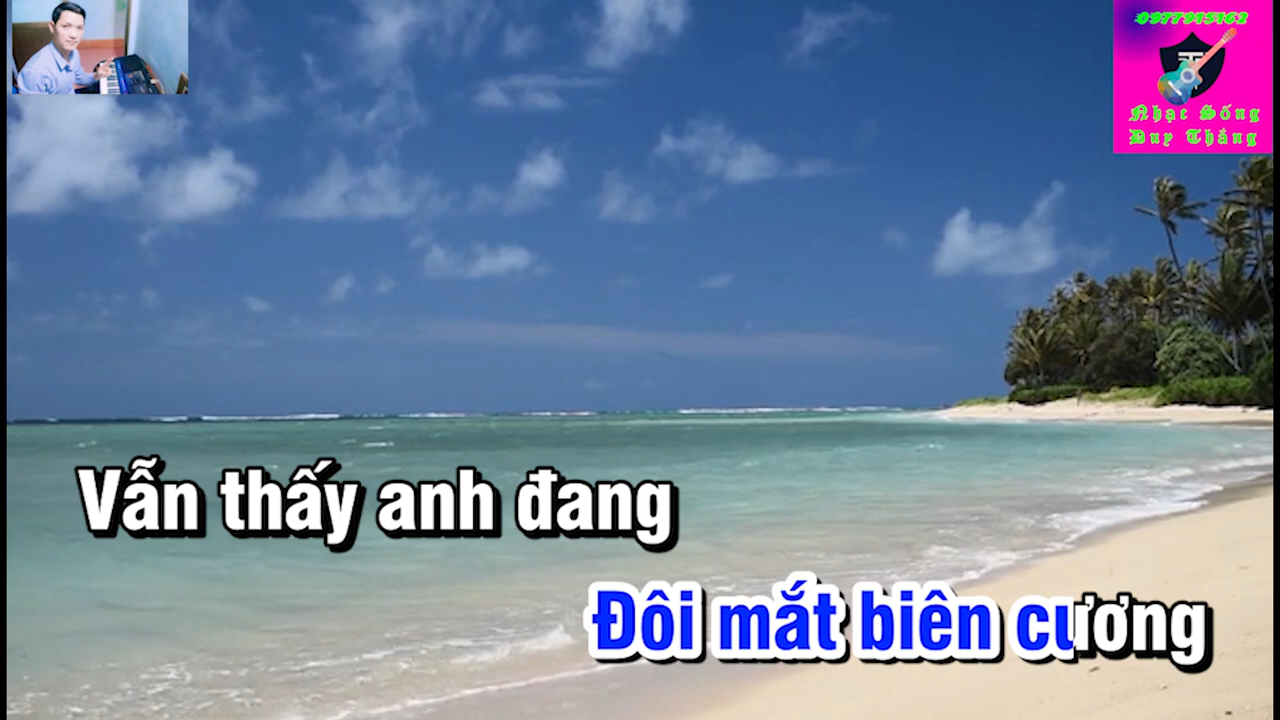 0977915162
Nhạc Sống
Duy Thắng
Vẫn thấy anh đang
Đôi mắt biên cương